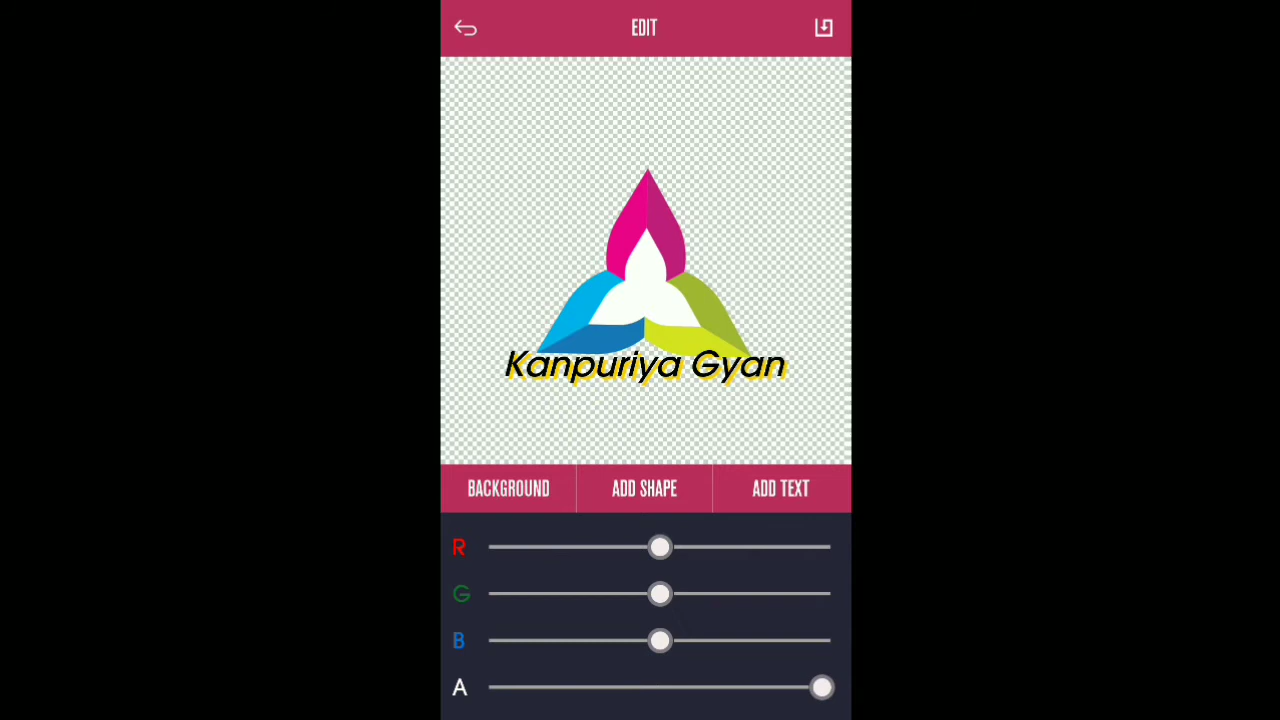 EDIT
Kanpuriya Gyan
BACKGROUND
ADD SHAPE
ADD TEXT
R
G
B
A